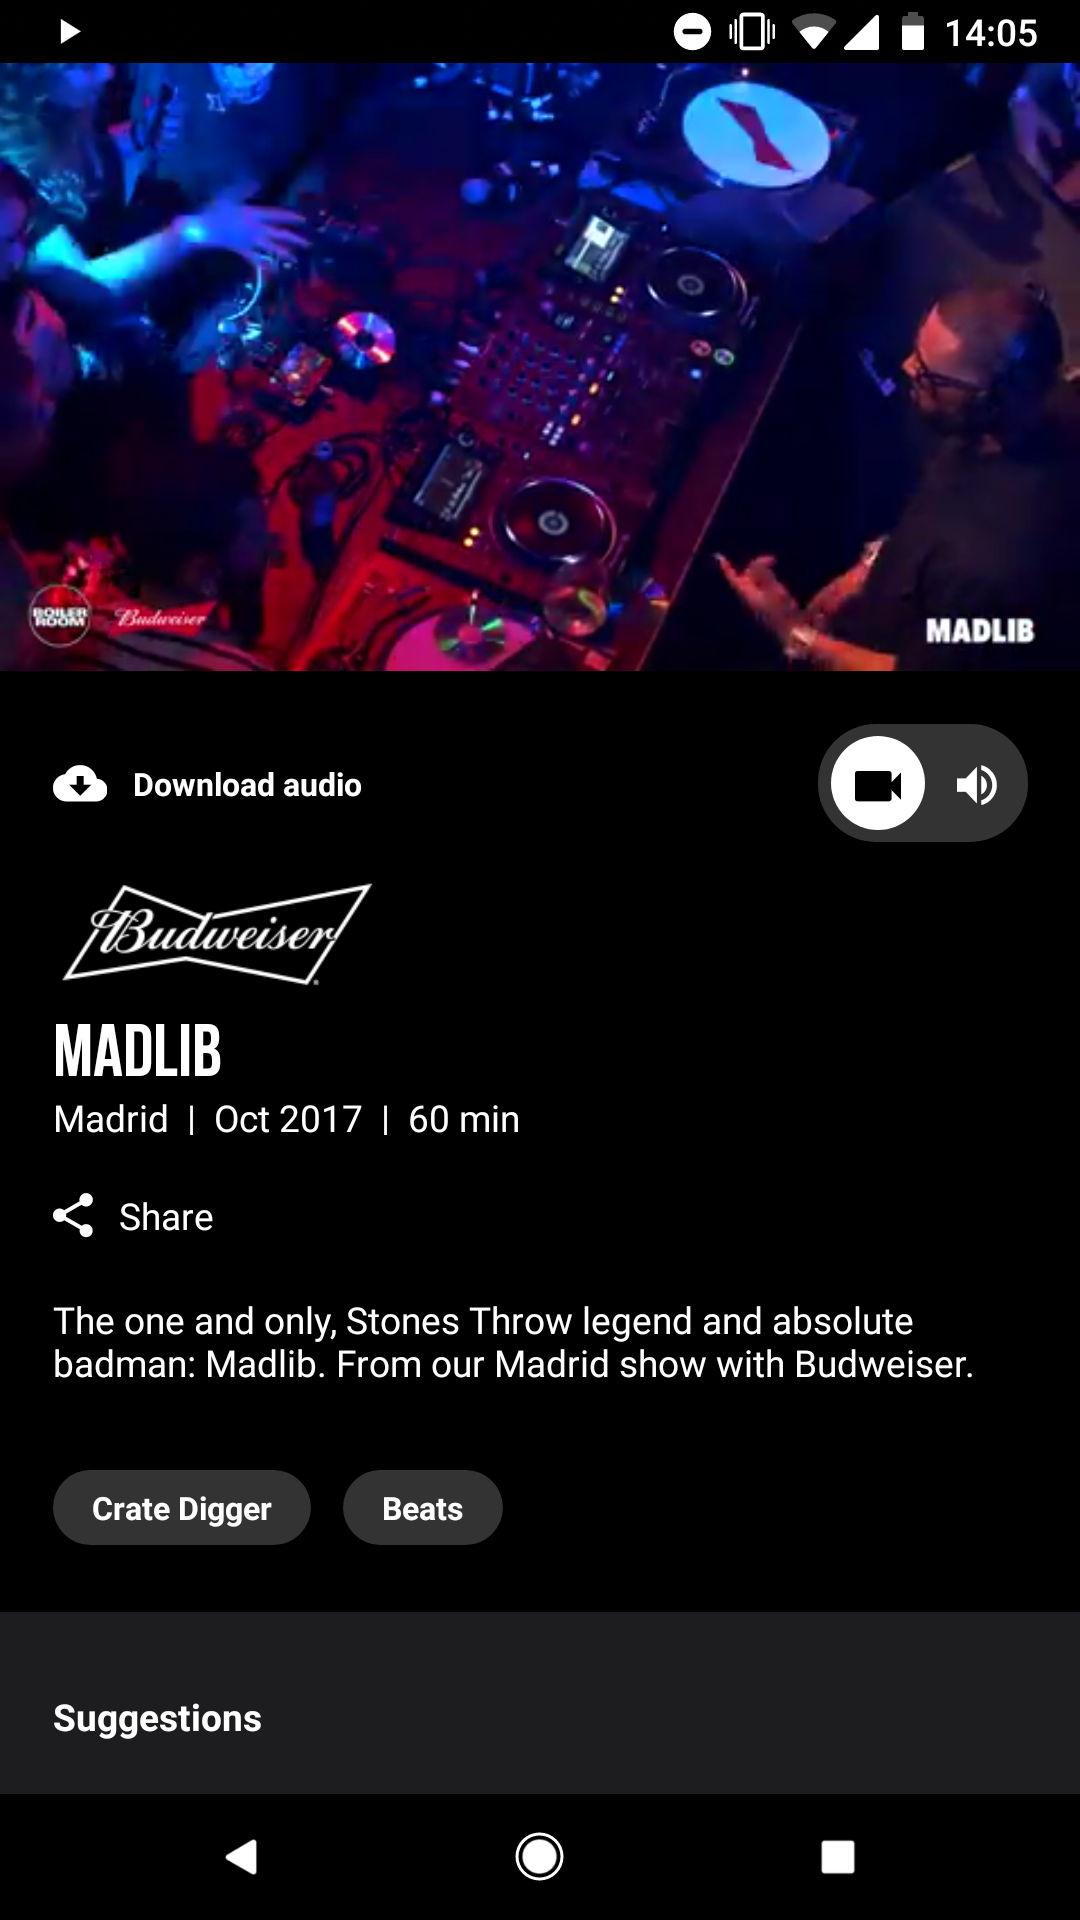 14:05
BOILER
ROOM
Budweiser
MADLIB
Download audio
Budweiser
MADLIB
Madrid | Oct 2017 | 60 min
Share
The one and only, Stones Throw legend and absolute
badman: Madlib. From our Madrid show with Budweiser.
Crate Digger
Beats
Suggestions